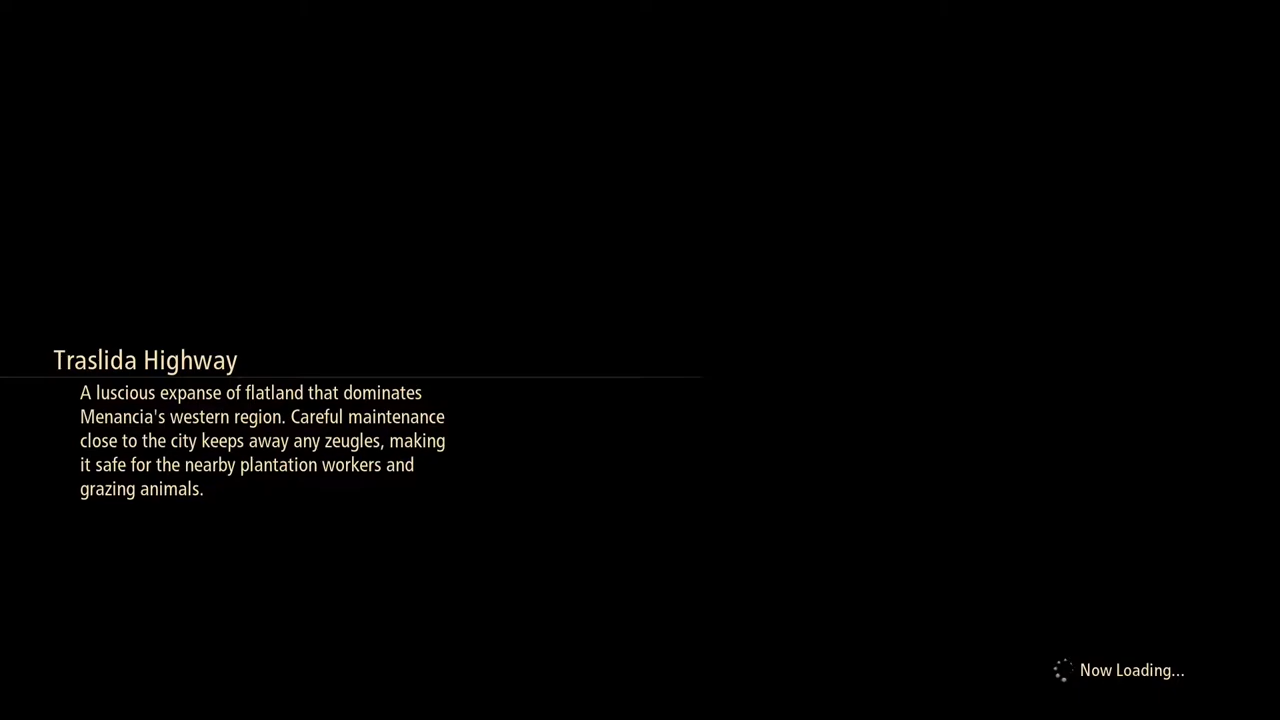 Traslida Highway
A luscious expanse of flatland that dominates
Menancia's western region. Careful maintenance
close to the city keeps away any zeugles, making
it safe for the nearby plantation workers and
grazing animals.
Now Loading...